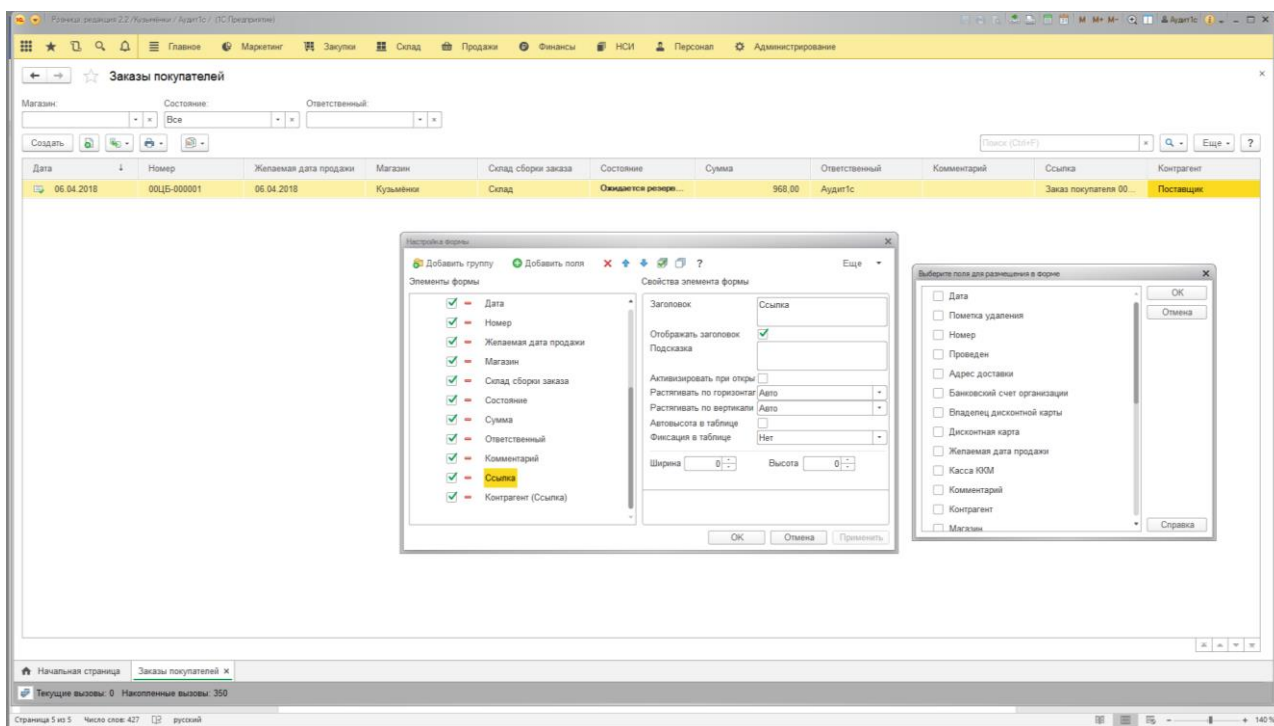 Розница, редакция 2.2 /Кузьмёнки / Аудит1с / (1С:Предприятие)
M M+ M- Аудит1с
Главное Маркетинг Закупки Склад Продажи Финансы НСИ Персонал Администрирование
Заказы покупателей
Магазин: Состояние: Ответственный:
Все
Создать Поиск (Ctrl+F) Еще ?
Дата Номер Желаемая дата продажи Магазин Склад сборки заказа Состояние Сумма Ответственный Комментарий Ссылка Контрагент
06.04.2018 00ЦБ-000001 06.04.2018 Кузьмёнки Склад Ожидается резерв... 968,00 Аудит1с Заказ покупателя 00... Поставщик
Настройка формы
Добавить группу Добавить поля ? Еще
Элементы формы Свойства элемента формы
Дата
Номер
Желаемая дата продажи
Магазин
Склад сборки заказа
Состояние
Сумма
Ответственный
Комментарий
Ссылка
Контрагент (Ссылка)
Заголовок Ссылка
Отображать заголовок
Подсказка
Активизировать при откры
Растягивать по горизонтал Авто
Растягивать по вертикали Авто
Автовысота в таблице
Фиксация в таблице Нет
Ширина 0 Высота 0
OK Отмена Применить
Выберите поля для размещения в форме
Дата
Пометка удаления
Номер
Проведен
Адрес доставки
Банковский счет организации
Владелец дисконтной карты
Дисконтная карта
Желаемая дата продажи
Касса ККМ
Комментарий
Контрагент
Магазин
OK
Отмена
Справка
Начальная страница Заказы покупателей
Текущие вызовы: 0 Накопленные вызовы: 350
Страница 5 из 5 Число слов: 427 русский 140 %